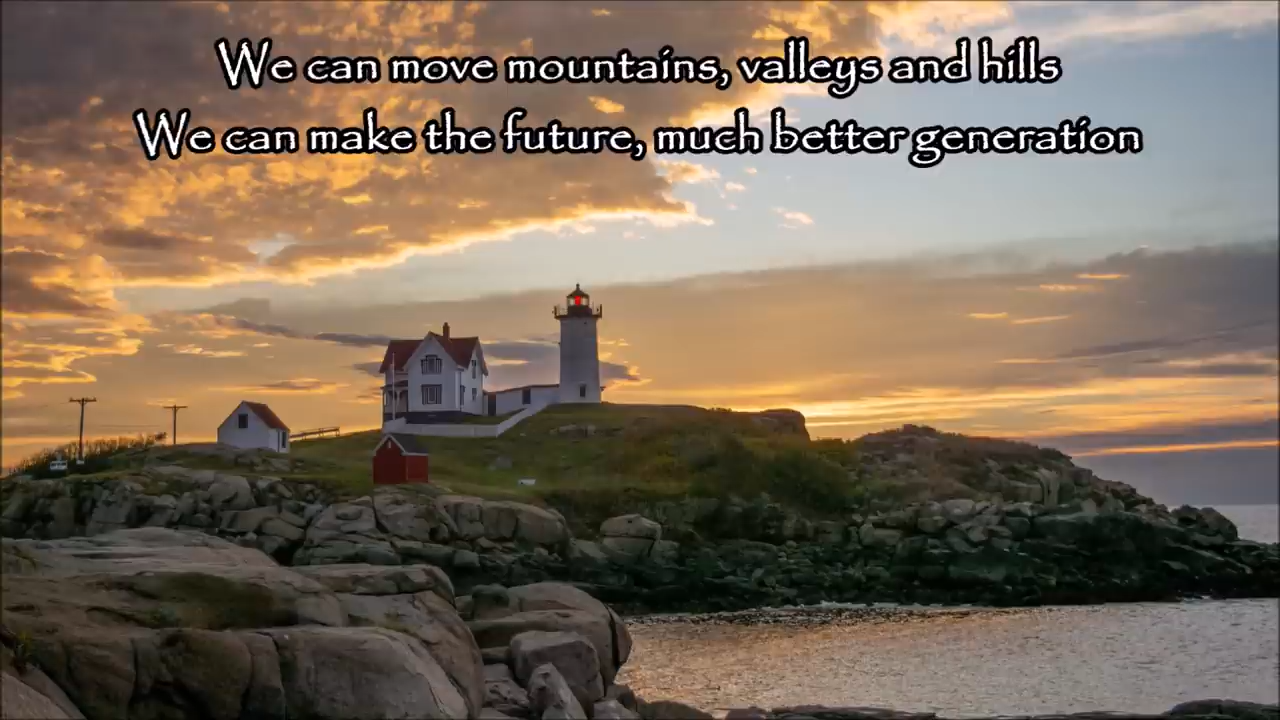 We can move mountains, valleys and hills
We can make the future, much better generation